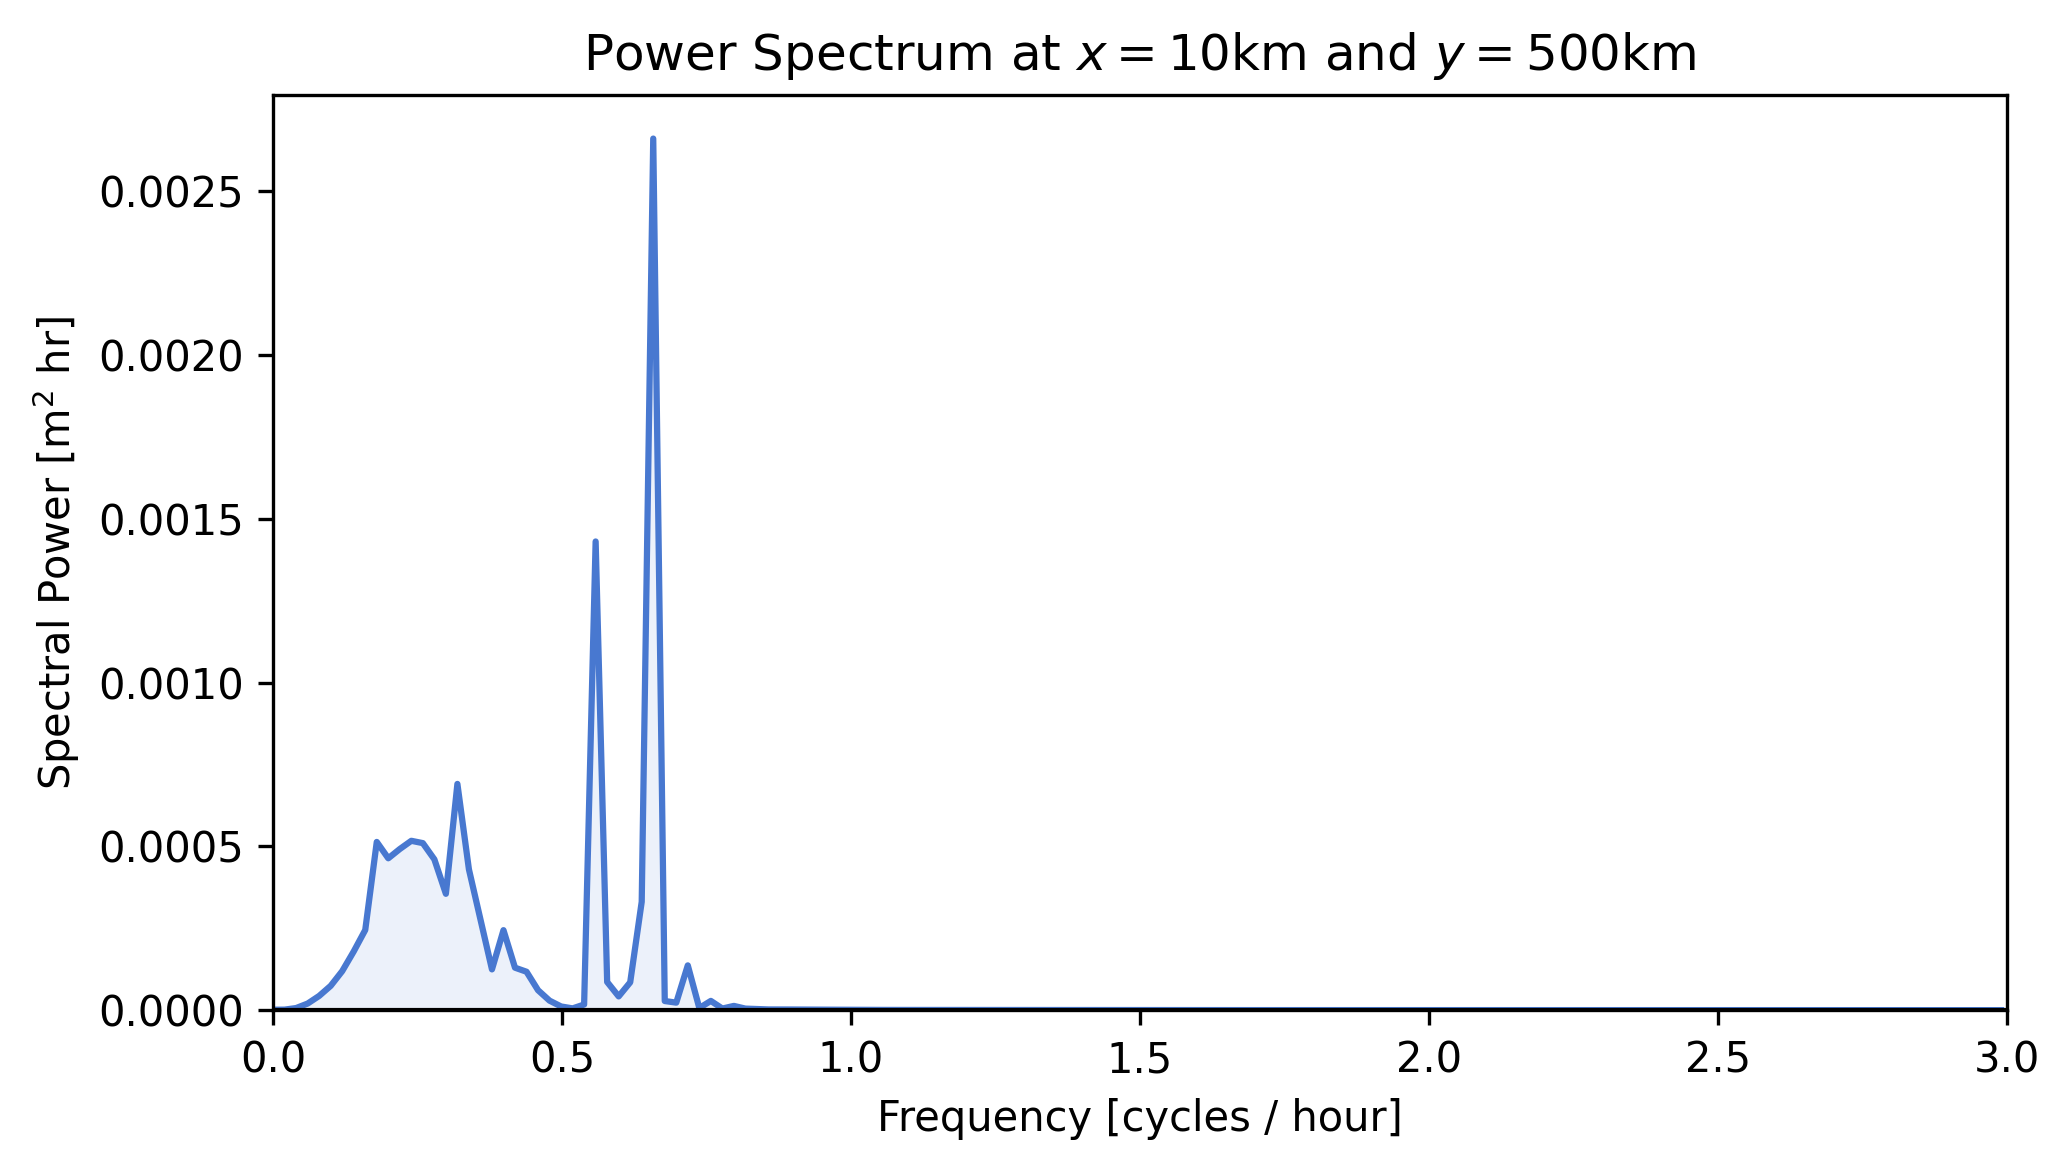 Power Spectrum at x = 10km and y = 500km
Spectral Power [m² hr]
0.0025
0.0020
0.0015
0.0010
0.0005
0.0000
0.0 0.5 1.0 1.5 2.0 2.5 3.0
Frequency [cycles / hour]